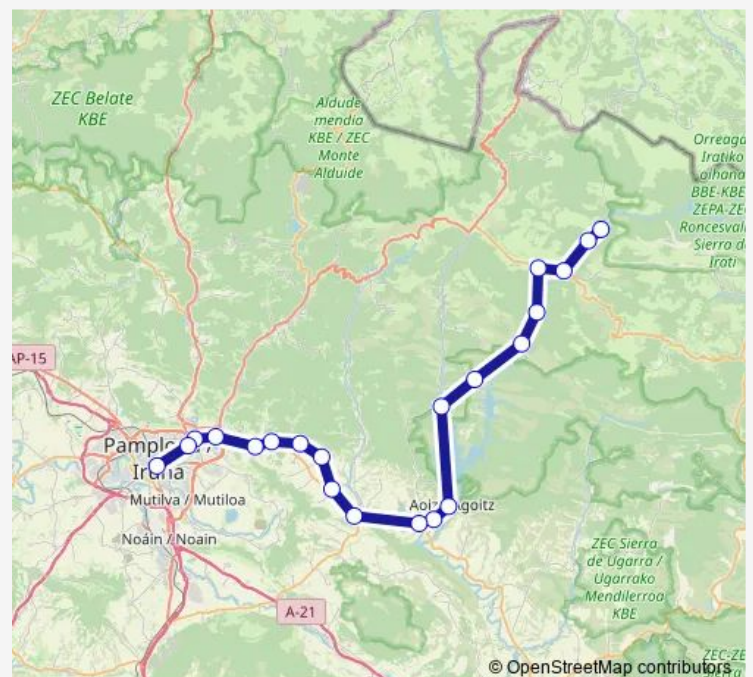 ZEC Belate
KBE
Aldude
mendia
KBE / ZEC
Monte
Alduide
Orreaga
Iratiko
oihana
BBE-KBE
ZEPA-ZE
Roncesval
Sierra d
Irati
AP-15
Pamplo
Iruña
Mutilva / Mutiloa
Noáin / Noain
Aoiz
goitz
A-21
ZEC Sierra
de Ugarra /
Ugarrako
Mendilerroa
KBE
ZEC-ZE
© OpenStreetMap contributors